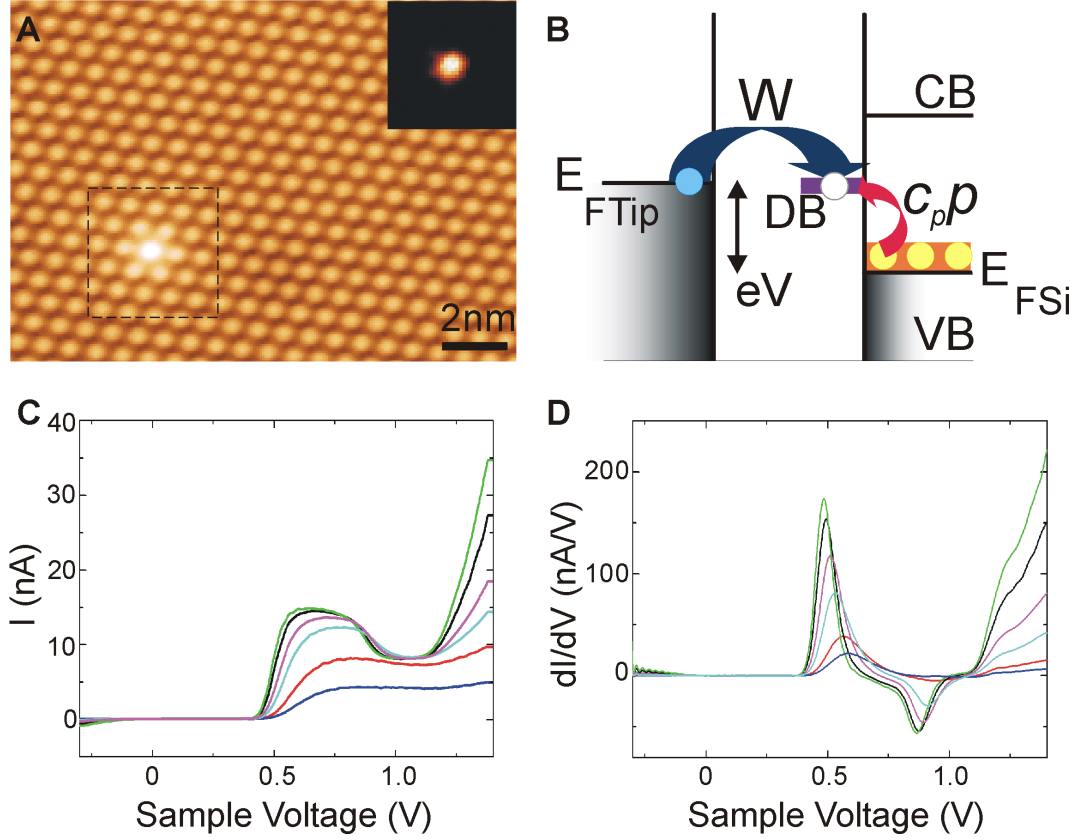 A
2nm
B
W
CB
E
FTip
DB
cpp
eV
E
FSi
VB
C
40
30
20
10
0
I (nA)
0
0.5
1.0
Sample Voltage (V)
D
200
100
0
dI/dV (nA/V)
0
0.5
1.0
Sample Voltage (V)